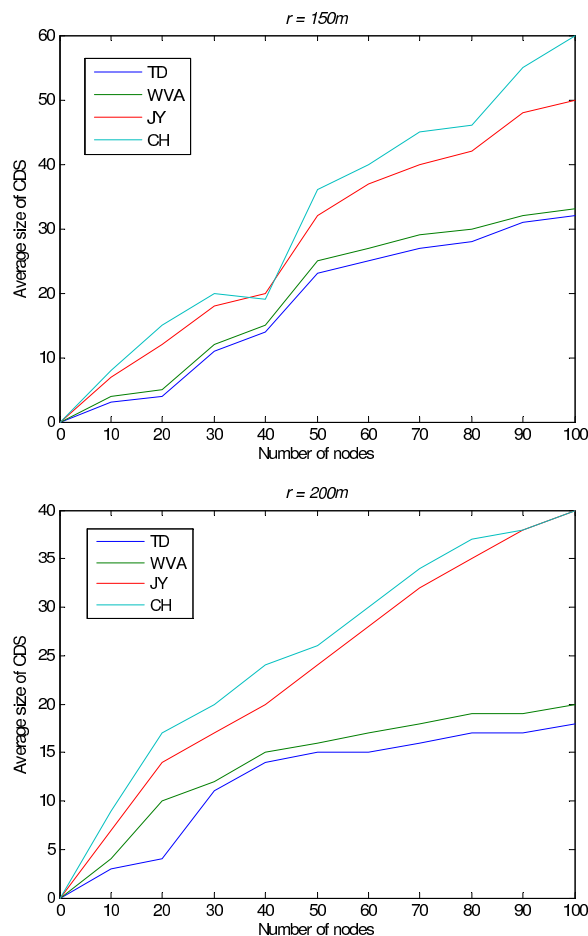 r = 150m
60
50
40
30
20
10
0
Average size of CDS
TD
WVA
JY
CH
0 10 20 30 40 50 60 70 80 90 100
Number of nodes
r = 200m
40
35
30
25
20
15
10
5
0
Average size of CDS
TD
WVA
JY
CH
0 10 20 30 40 50 60 70 80 90 100
Number of nodes